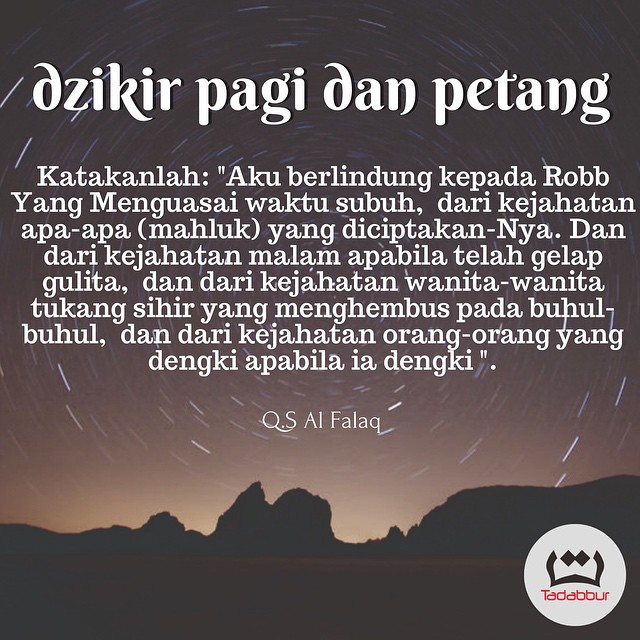 dzikir pagi dan petang
Katakanlah: "Aku berlindung kepada Robb
Yang Menguasai waktu subuh, dari kejahatan
apa-apa (mahluk) yang diciptakan-Nya. Dan
dari kejahatan malam apabila telah gelap
gulita, dan dari kejahatan wanita-wanita
tukang sihir yang menghembus pada buhul-
buhul, dan dari kejahatan orang-orang yang
dengki apabila ia dengki ".
Q.S Al Falaq
Tadabbur